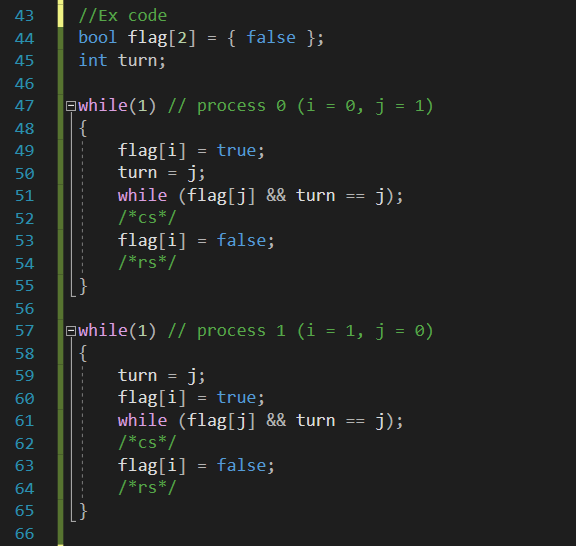 43 //Ex code
44 bool flag[2] = { false };
45 int turn;
46
47 while(1) // process 0 (i = 0, j = 1)
48 {
49 flag[i] = true;
50 turn = j;
51 while (flag[j] && turn == j);
52 /*cs*/
53 flag[i] = false;
54 /*rs*/
55 }
56
57 while(1) // process 1 (i = 1, j = 0)
58 {
59 turn = j;
60 flag[i] = true;
61 while (flag[j] && turn == j);
62 /*cs*/
63 flag[i] = false;
64 /*rs*/
65 }
66